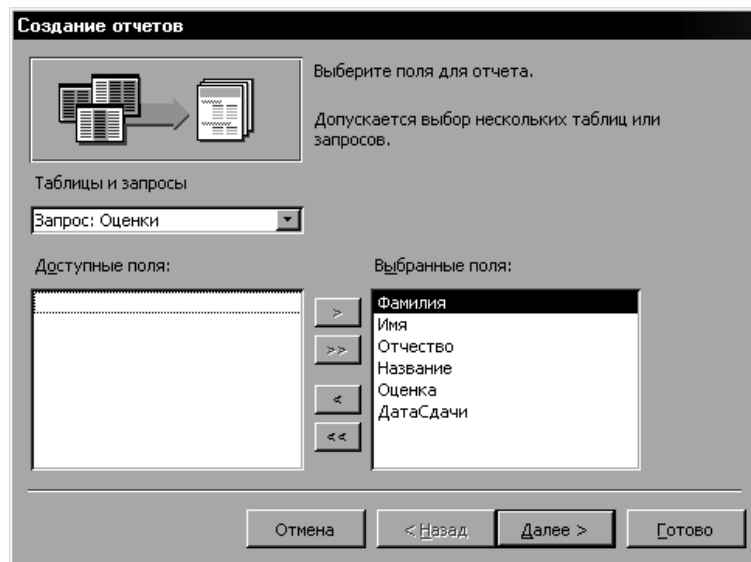 Создание отчетов
Выберите поля для отчета.
Допускается выбор нескольких таблиц или
запросов.
Таблицы и запросы
Запрос: Оценки
Доступные поля:
Выбранные поля:
>
>>
<
<<
Фамилия
Имя
Отчество
Название
Оценка
ДатаСдачи
Отмена
< Назад
Далее >
Готово